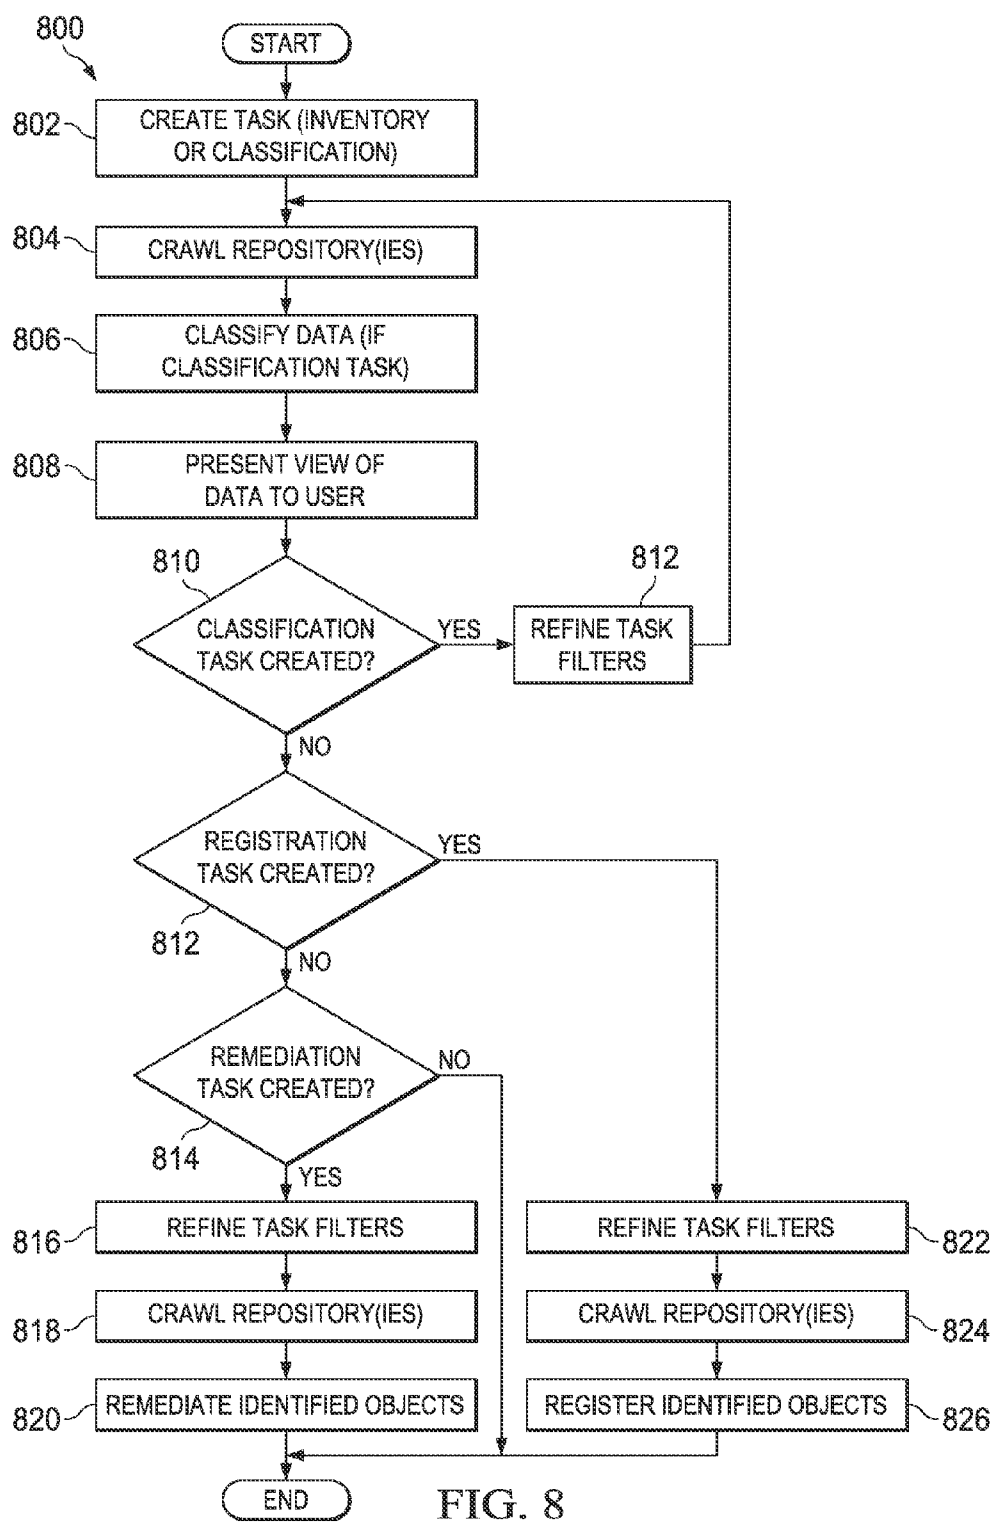 800
START
802
CREATE TASK (INVENTORY
OR CLASSIFICATION)
804
CRAWL REPOSITORY(IES)
806
CLASSIFY DATA (IF
CLASSIFICATION TASK)
808
PRESENT VIEW OF
DATA TO USER
810
CLASSIFICATION
TASK CREATED?
YES
812
REFINE TASK
FILTERS
NO
REGISTRATION
TASK CREATED?
YES
812
NO
REMEDIATION
TASK CREATED?
NO
814
YES
816
REFINE TASK FILTERS
REFINE TASK FILTERS
822
818
CRAWL REPOSITORY(IES)
CRAWL REPOSITORY(IES)
824
820
REMEDIATE IDENTIFIED OBJECTS
REGISTER IDENTIFIED OBJECTS
826
END
FIG. 8